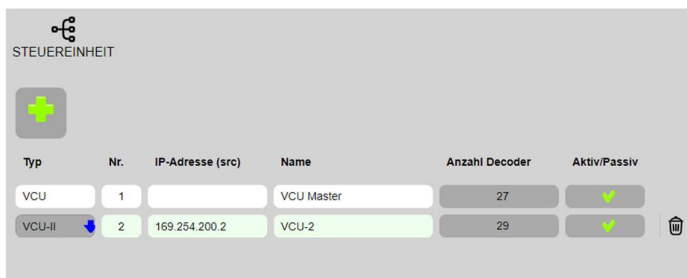 STEUEREINHEIT
Typ Nr. IP-Adresse (src) Name Anzahl Decoder Aktiv/Passiv
VCU 1 VCU Master 27
VCU-II 2 169.254.200.2 VCU-2 29